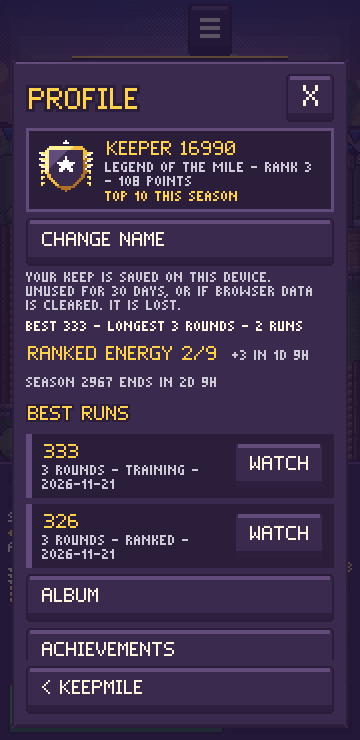 PROFILE
X
KEEPER 16990
LEGEND OF THE MILE - RANK 3
- 108 POINTS
TOP 10 THIS SEASON
CHANGE NAME
YOUR KEEP IS SAVED ON THIS DEVICE.
UNUSED FOR 30 DAYS, OR IF BROWSER DATA
IS CLEARED, IT IS LOST.
BEST 333 - LONGEST 3 ROUNDS - 2 RUNS
RANKED ENERGY 2/9 +3 IN 1D 9H
SEASON 2967 ENDS IN 2D 9H
BEST RUNS
333
3 ROUNDS - TRAINING -
2026-11-21
WATCH
326
3 ROUNDS - RANKED -
2026-11-21
WATCH
ALBUM
ACHIEVEMENTS
< KEEPMILE